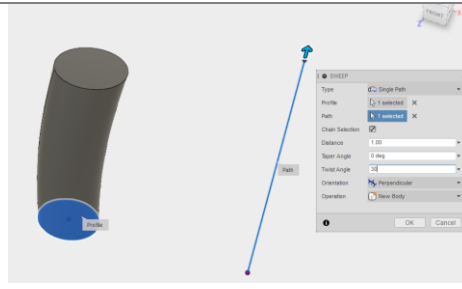 FRONT
Z
SWEEP
Type Single Path
Profile 1 selected
Path 1 selected
Chain Selection
Distance 1.00
Taper Angle 0 deg
Twist Angle 30
Orientation Perpendicular
Operation New Body
OK Cancel
Path
Profile